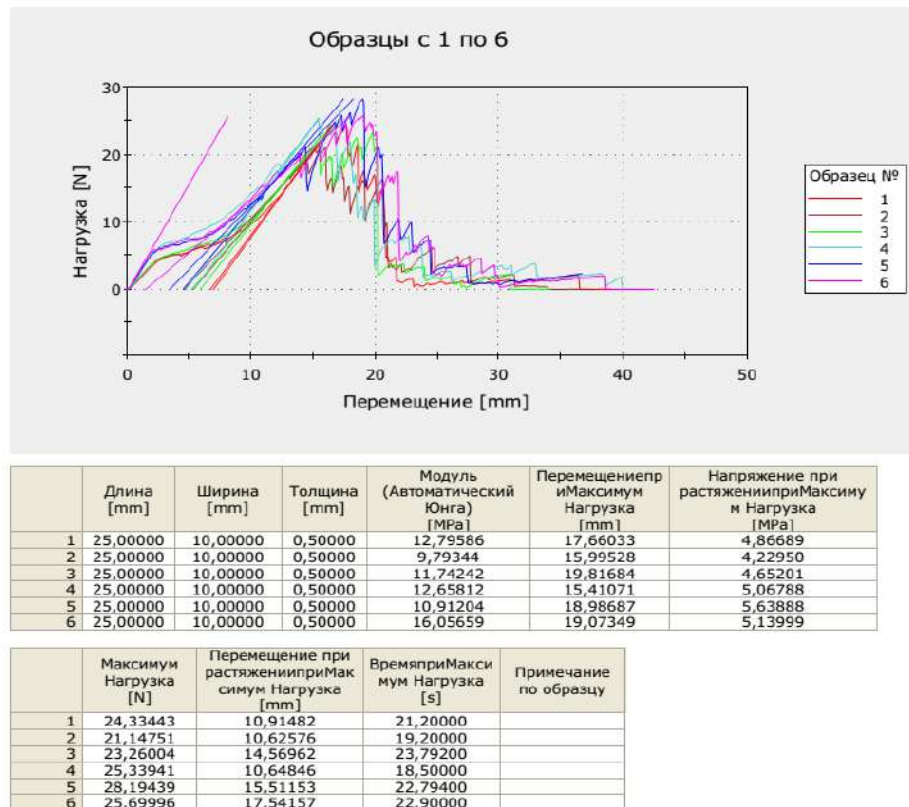 Образцы с 1 по 6
30
20
10
0
Нагрузка [N]
0 10 20 30 40 50
Перемещение [mm]
Образец №
1
2
3
4
5
6
Длина [mm] Ширина [mm] Толщина [mm] Модуль (Автоматический Юнга) [MPa] Перемещениепр иМаксимум Нагрузка [mm] Напряжение при растяженииприМаксиму м Нагрузка [MPa]
1 25,00000 10,00000 0,50000 12,79586 17,66033 4,86689
2 25,00000 10,00000 0,50000 9,79344 15,99528 4,22950
3 25,00000 10,00000 0,50000 11,74242 19,81684 4,65201
4 25,00000 10,00000 0,50000 12,65812 15,41071 5,06788
5 25,00000 10,00000 0,50000 10,91204 18,98687 5,63888
6 25,00000 10,00000 0,50000 16,05659 19,07349 5,13999
Максимум Нагрузка [N] Перемещение при растяженииприМак симум Нагрузка [mm] ВремяприМакси мум Нагрузка [s] Примечание по образцу
1 24,33443 10,91482 21,20000
2 21,14751 10,62576 19,20000
3 23,26004 14,56962 23,79200
4 25,33941 10,64846 18,50000
5 28,19439 15,51153 22,79400
6 25,69996 17,54157 22,90000